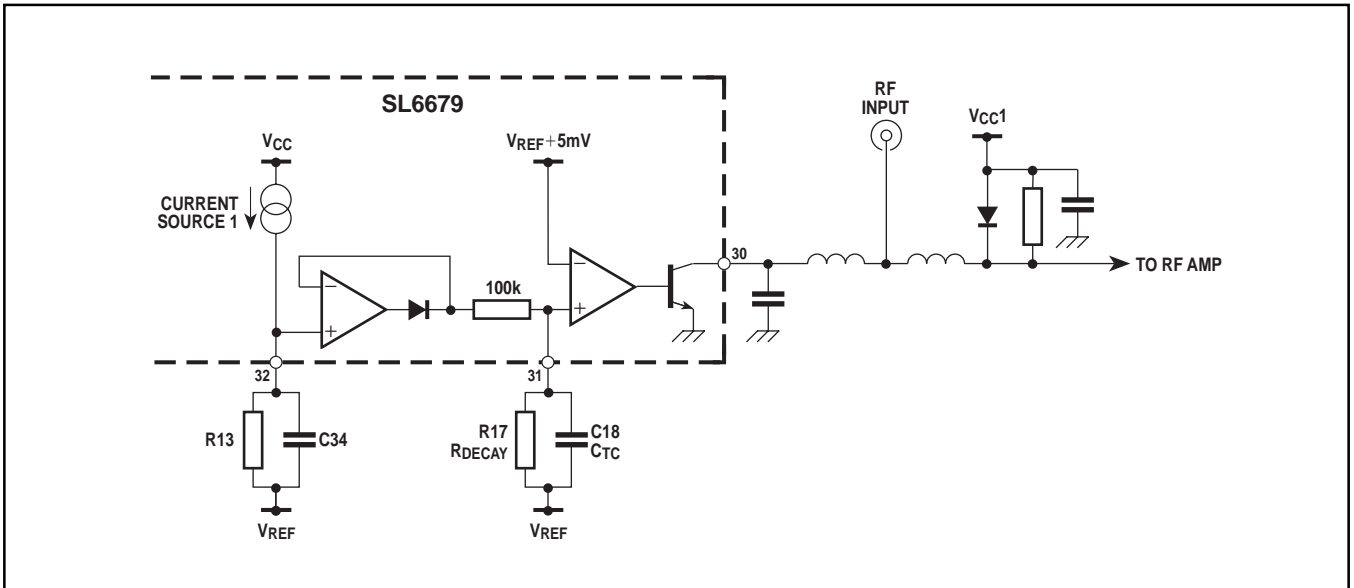 SL6679
RF
INPUT
VCC1
VCC
VREF+5mV
CURRENT
SOURCE 1
−
+
100k
−
+
30
TO RF AMP
32
31
R13
C34
R17
RDECAY
C18
CTC
VREF
VREF